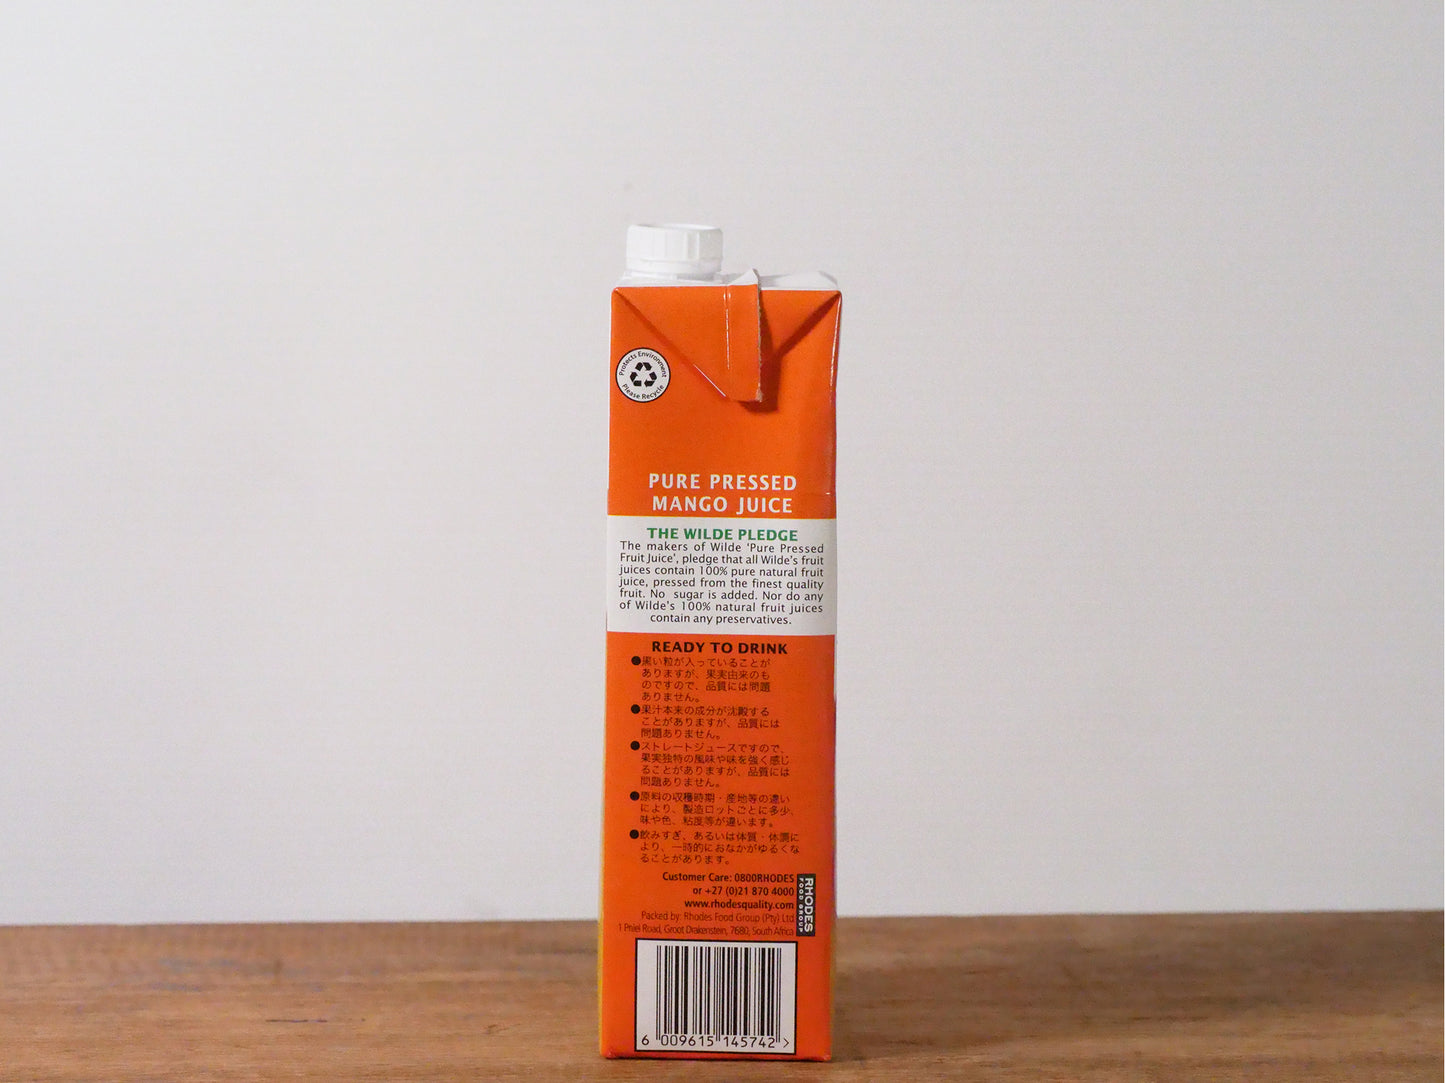 Protects Environment
Please Recycle
PURE PRESSED
MANGO JUICE
THE WILDE PLEDGE
The makers of Wilde 'Pure Pressed
Fruit Juice', pledge that all Wilde's fruit
juices contain 100% pure natural fruit
juice, pressed from the finest quality
fruit. No sugar is added. Nor do any
of Wilde's 100% natural fruit juices
contain any preservatives.
READY TO DRINK
●黒い粒が入っていることが
ありますが、果実由来のも
のですので、品質には問題
ありません。
●果汁本来の成分が沈殿する
ことがありますが、品質には
問題ありません。
●ストレートジュースですので、
果実独特の風味や味を強く感じ
ることがありますが、品質には
問題ありません。
●原料の収穫時期・産地等の違い
により、製造ロットごとに多少、
味や色、粘度等が違います。
●飲みすぎ、あるいは体質・体調に
より、一時的におなかがゆるくな
ることがあります。
Customer Care: 0800RHODES
or +27 (0)21 870 4000
www.rhodesquality.com
Packed by: Rhodes Food Group (Pty) Ltd
1 Pniel Road, Groot Drakenstein, 7680, South Africa
RHODES
FOOD GROUP
6 009615 145742 >